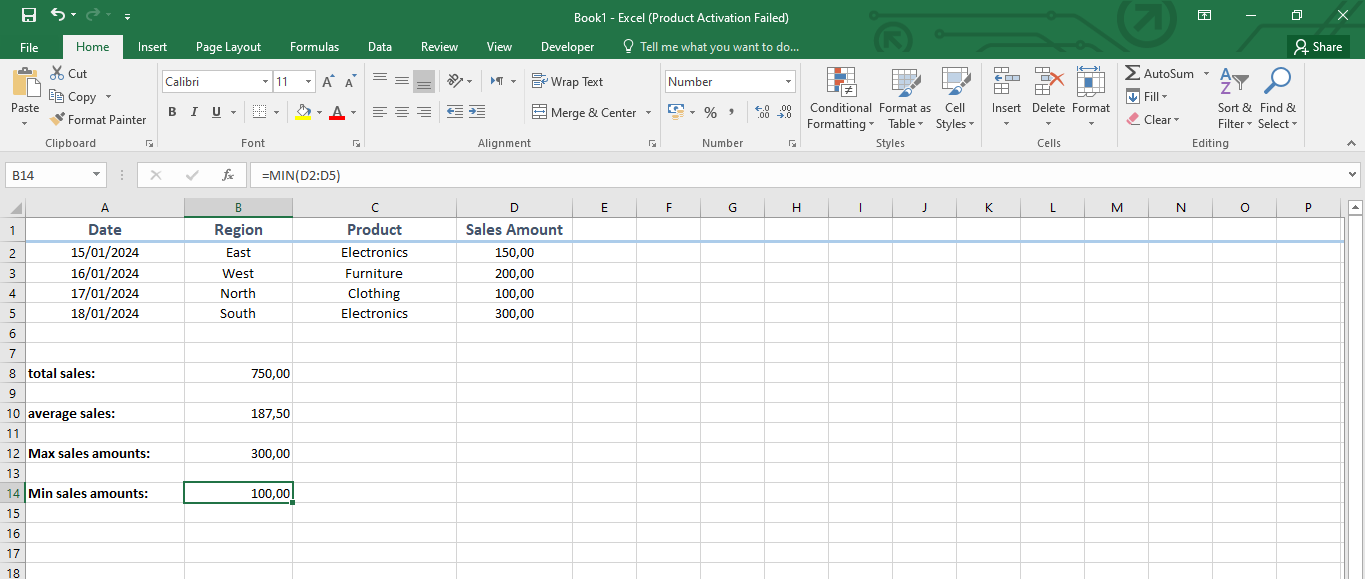 Book1 - Excel (Product Activation Failed)
File Home Insert Page Layout Formulas Data Review View Developer Tell me what you want to do... Share
Paste
Cut
Copy
Format Painter
Clipboard
Calibri 11 A A
B I U A
Font
Wrap Text
Merge & Center
Alignment
Number
% , .00 .00
Number
Conditional Formatting
Format as Table
Cell Styles
Styles
Insert Delete Format
Cells
AutoSum
Fill
Clear
Sort & Filter
Find & Select
Editing
B14 fx =MIN(D2:D5)
A B C D E F G H I J K L M N O P
1 Date Region Product Sales Amount
2 15/01/2024 East Electronics 150,00
3 16/01/2024 West Furniture 200,00
4 17/01/2024 North Clothing 100,00
5 18/01/2024 South Electronics 300,00
6
7
8 total sales: 750,00
9
10 average sales: 187,50
11
12 Max sales amounts: 300,00
13
14 Min sales amounts: 100,00
15
16
17
18